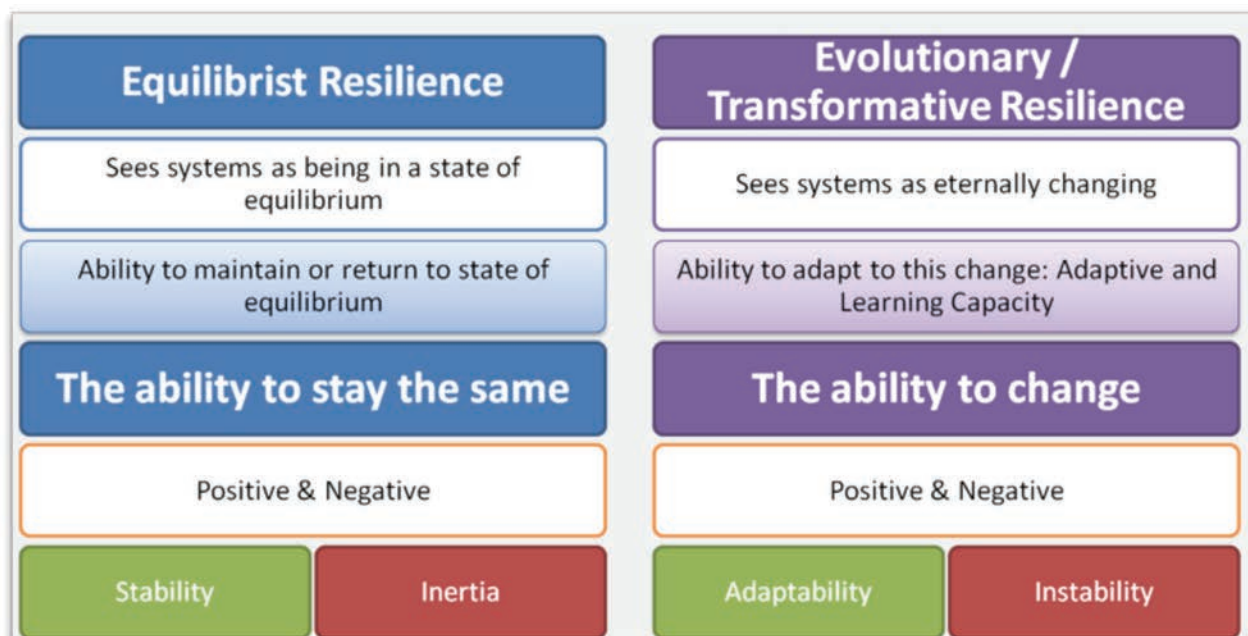 Equilibrist Resilience
Sees systems as being in a state of
equilibrium
Ability to maintain or return to state of
equilibrium
The ability to stay the same
Positive & Negative
Stability
Inertia
Evolutionary /
Transformative Resilience
Sees systems as eternally changing
Ability to adapt to this change: Adaptive and
Learning Capacity
The ability to change
Positive & Negative
Adaptability
Instability